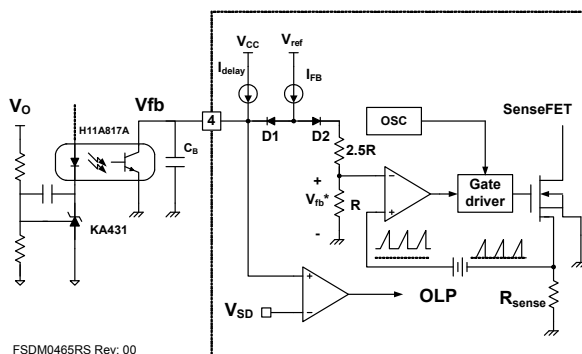 Vcc
Vref
Idelay
IFB
Vo
Vfb
H11A817A
4
D1
D2
CB
2.5R
OSC
SenseFET
+
Vfb*
-
R
−
+
Gate
driver
KA431
+
−
VSD
OLP
Rsense
FSDM0465RS Rev: 00